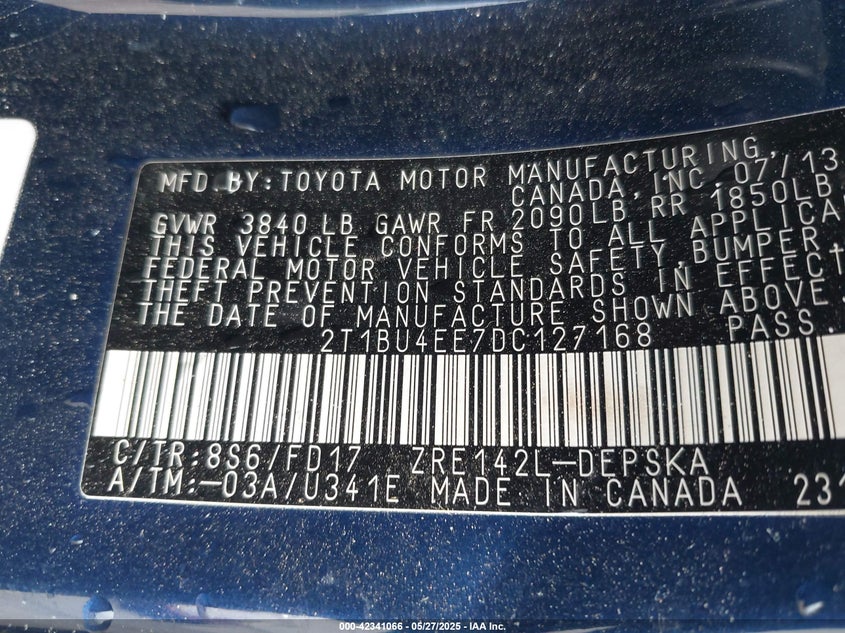 MFD.BY:TOYOTA MOTOR MANUFACTURING,
CANADA, INC. 07/13
GVWR 3840 LB GAWR FR 2090LB RR 1850LB
THIS VEHICLE CONFORMS TO ALL APPLICA
FEDERAL MOTOR VEHICLE SAFETY,BUMPER,
THEFT PREVENTION STANDARDS IN EFFECT
THE DATE OF MANUFACTURE SHOWN ABOVE.
2T1BU4EE7DC127168 PASS.
C/TR:8S6/FD17 ZRE142L-DEPSKA
A/TM:-03A/U341E MADE IN CANADA 231
000-42341066 - 05/27/2025 - IAA Inc.